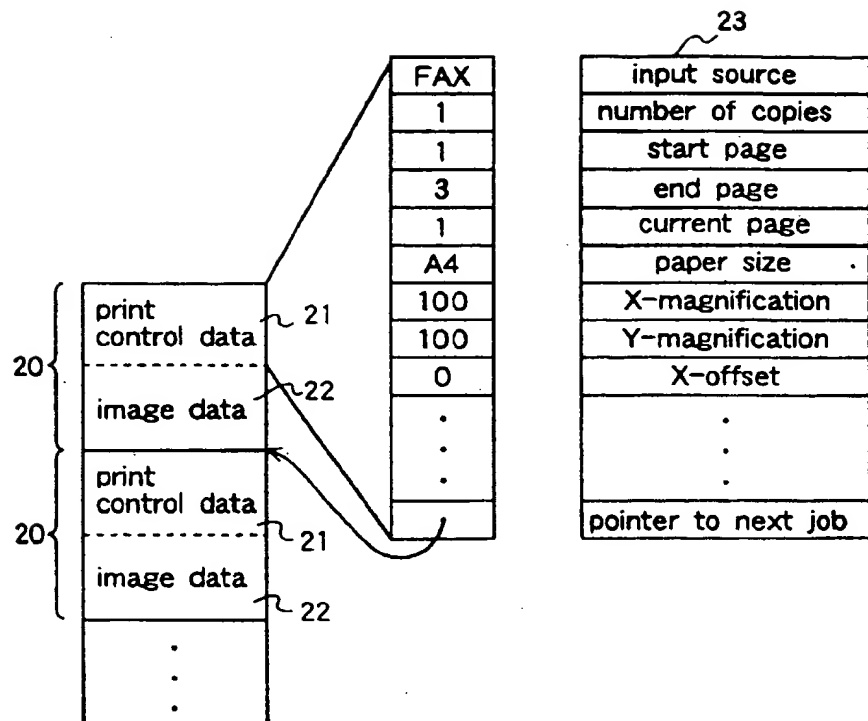 23
FAX input source
1 number of copies
1 start page
3 end page
1 current page
A4 paper size
100 X-magnification
100 Y-magnification
0 X-offset
pointer to next job
20
print
control data 21
image data 22
20
print
control data 21
image data 22